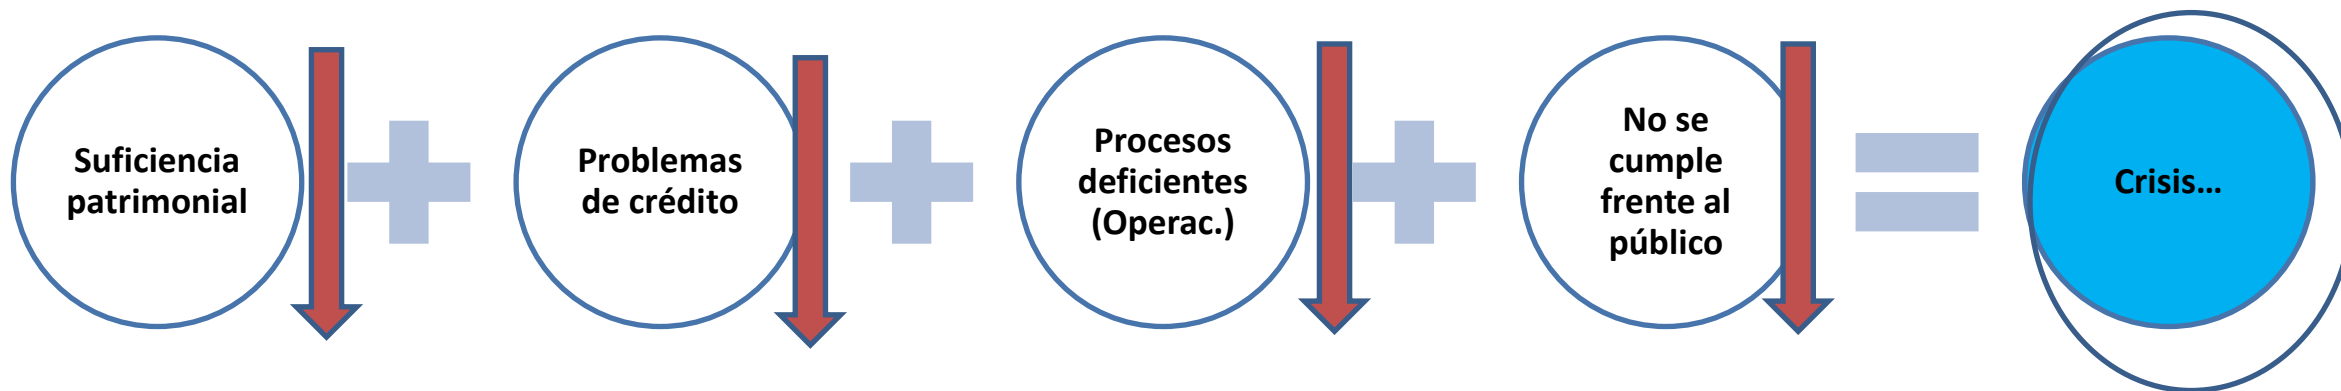 Suficiencia
patrimonial
Problemas
de crédito
Procesos
deficientes
(Operac.)
No se
cumple
frente al
público
Crisis...